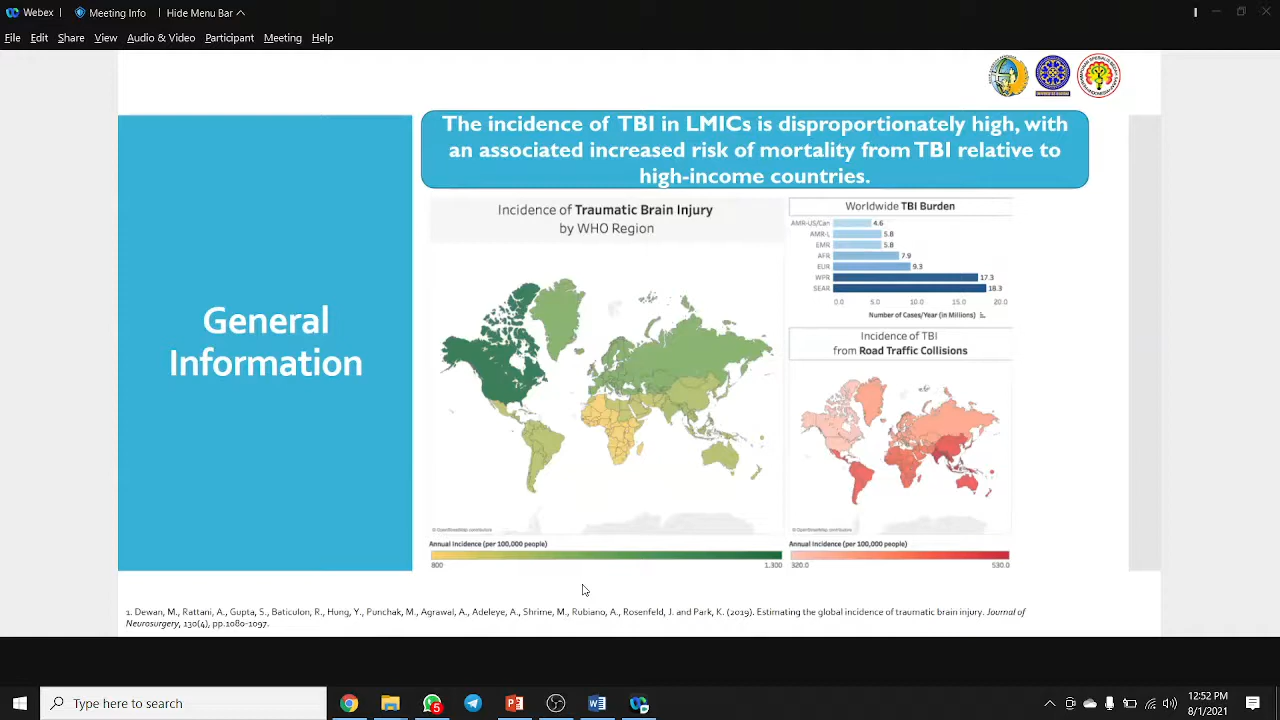 Webex
Meeting Info
Hide Menu Bar
File Edit Share View Audio & Video Participant Meeting Help
The incidence of TBI in LMICs is disproportionately high, with
an associated increased risk of mortality from TBI relative to
high-income countries.
General
Information
Incidence of Traumatic Brain Injury
by WHO Region
© OpenStreetMap contributors
Annual Incidence (per 100,000 people)
800 1,300
Worldwide TBI Burden
AMR-US/Can 4.6
AMR-L 5.8
EMR 5.8
AFR 7.9
EUR 9.3
WPR 17.3
SEAR 18.3
0.0 5.0 10.0 15.0 20.0
Number of Cases/Year (in Millions)
Incidence of TBI
from Road Traffic Collisions
© OpenStreetMap contributors
Annual Incidence (per 100,000 people)
320.0 530.0
1. Dewan, M., Rattani, A., Gupta, S., Baticulon, R., Hung, Y., Punchak, M., Agrawal, A., Adeleye, A., Shrime, M., Rubiano, A., Rosenfeld, J. and Park, K. (2019). Estimating the global incidence of traumatic brain injury. Journal of
Neurosurgery, 130(4), pp.1080-1097.
Type here to search
5
12:52 PM
8/1/2021